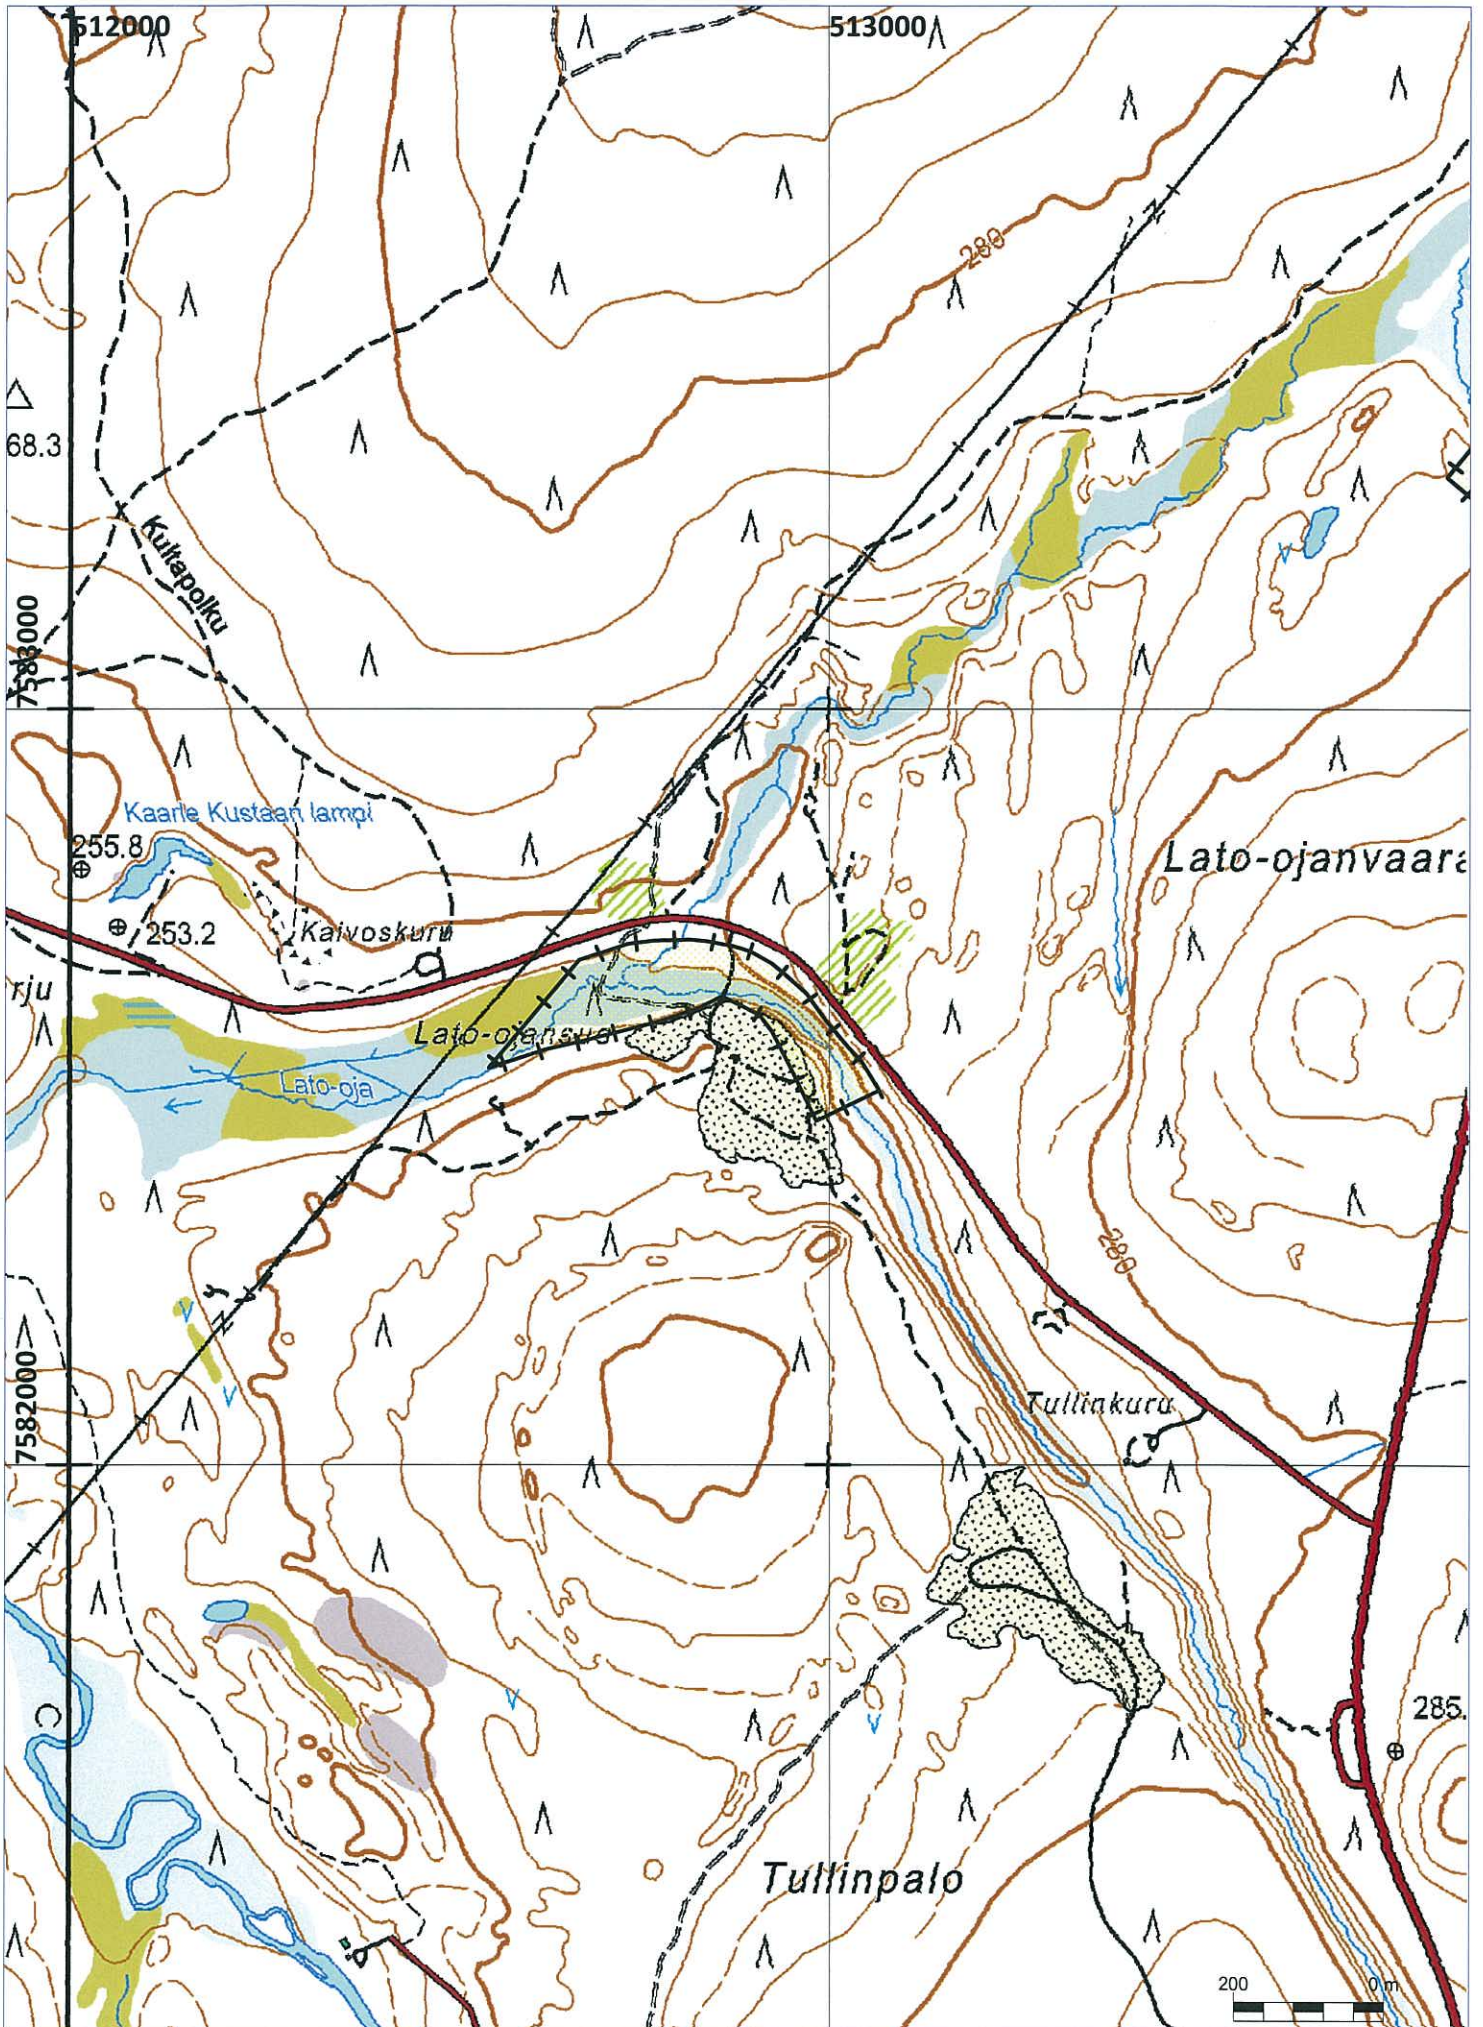 512000
513000
280
68.3
Kultapolku
7583000
Kaarle Kustaan lampi
255.8
Lato-ojanvaara
253.2
Kaivoskuru
rju
Lato-ojansuo
Lato-oja
280
7582000
Tullinkuru
285.
Tullinpalo
200
0 m